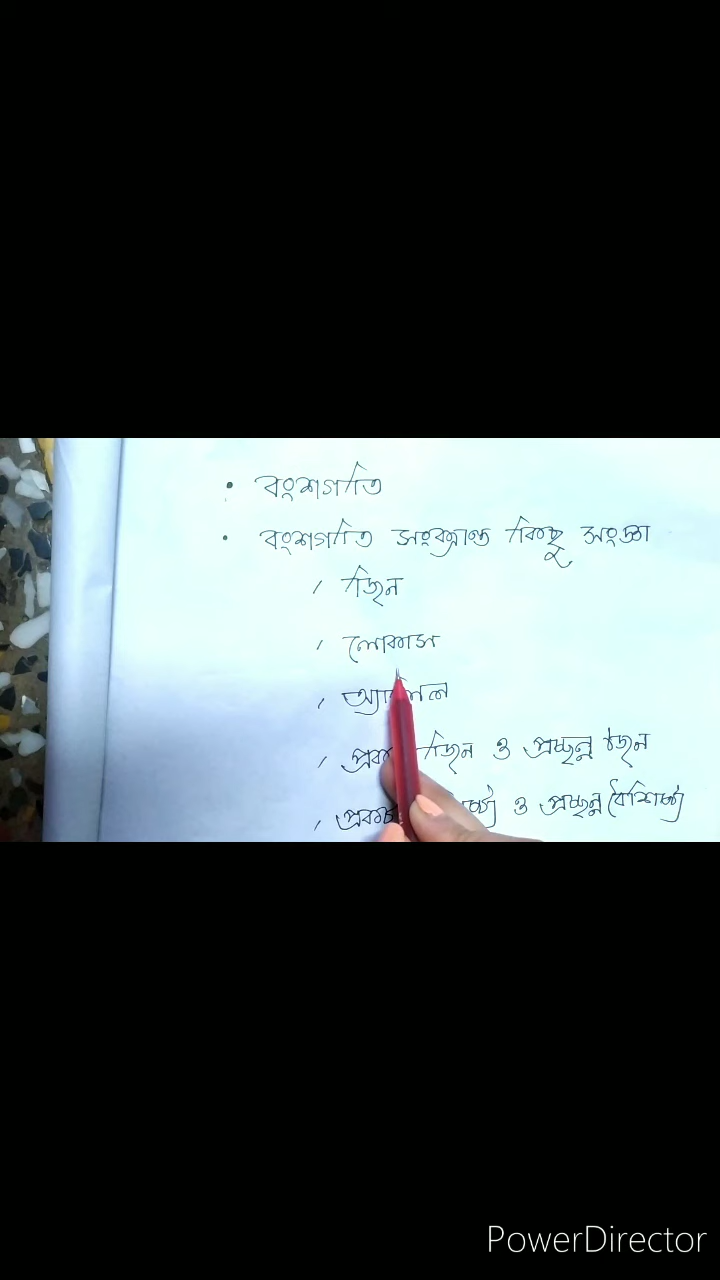 • বংশগতি
• বংশগতি সংক্রান্ত কিছু সংজ্ঞা
/ জিন
/ লোকাস
/ অ্যালিল
/ জিন ও প্রচ্ছন্ন জিন
/ ও প্রচ্ছন্ন বৈশিষ্ট্য
PowerDirector